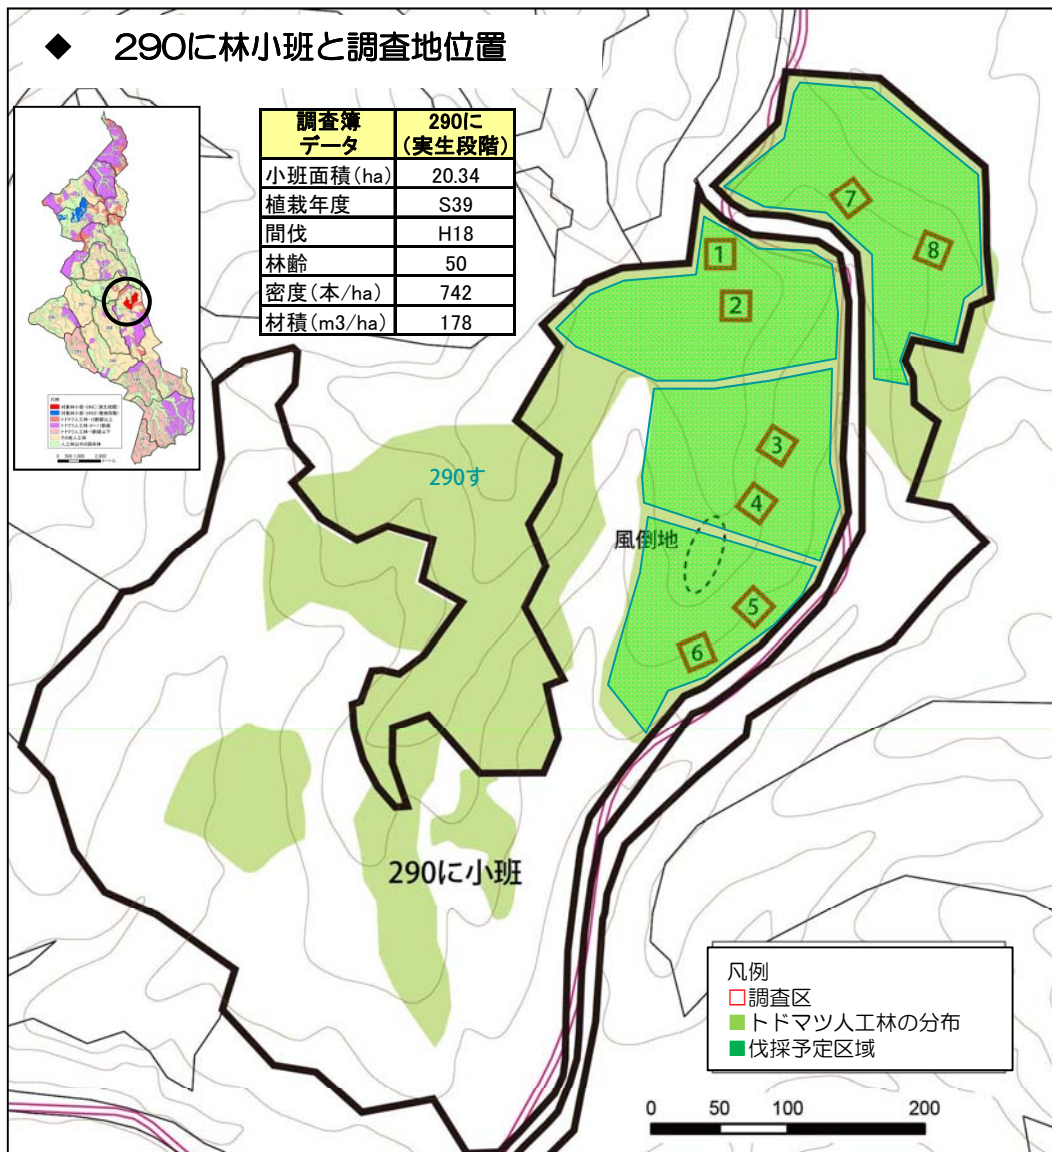 ◆ 290に林小班と調査地位置
調査簿
データ
290に
(実生段階)
小班面積(ha) 20.34
植栽年度 S39
間伐 H18
林齢 50
密度(本/ha) 742
材積(m3/ha) 178
凡例
7
8
1
2
3
290す
4
風倒地
5
6
290に小班
凡例
調査区
トドマツ人工林の分布
伐採予定区域
0 50 100 200